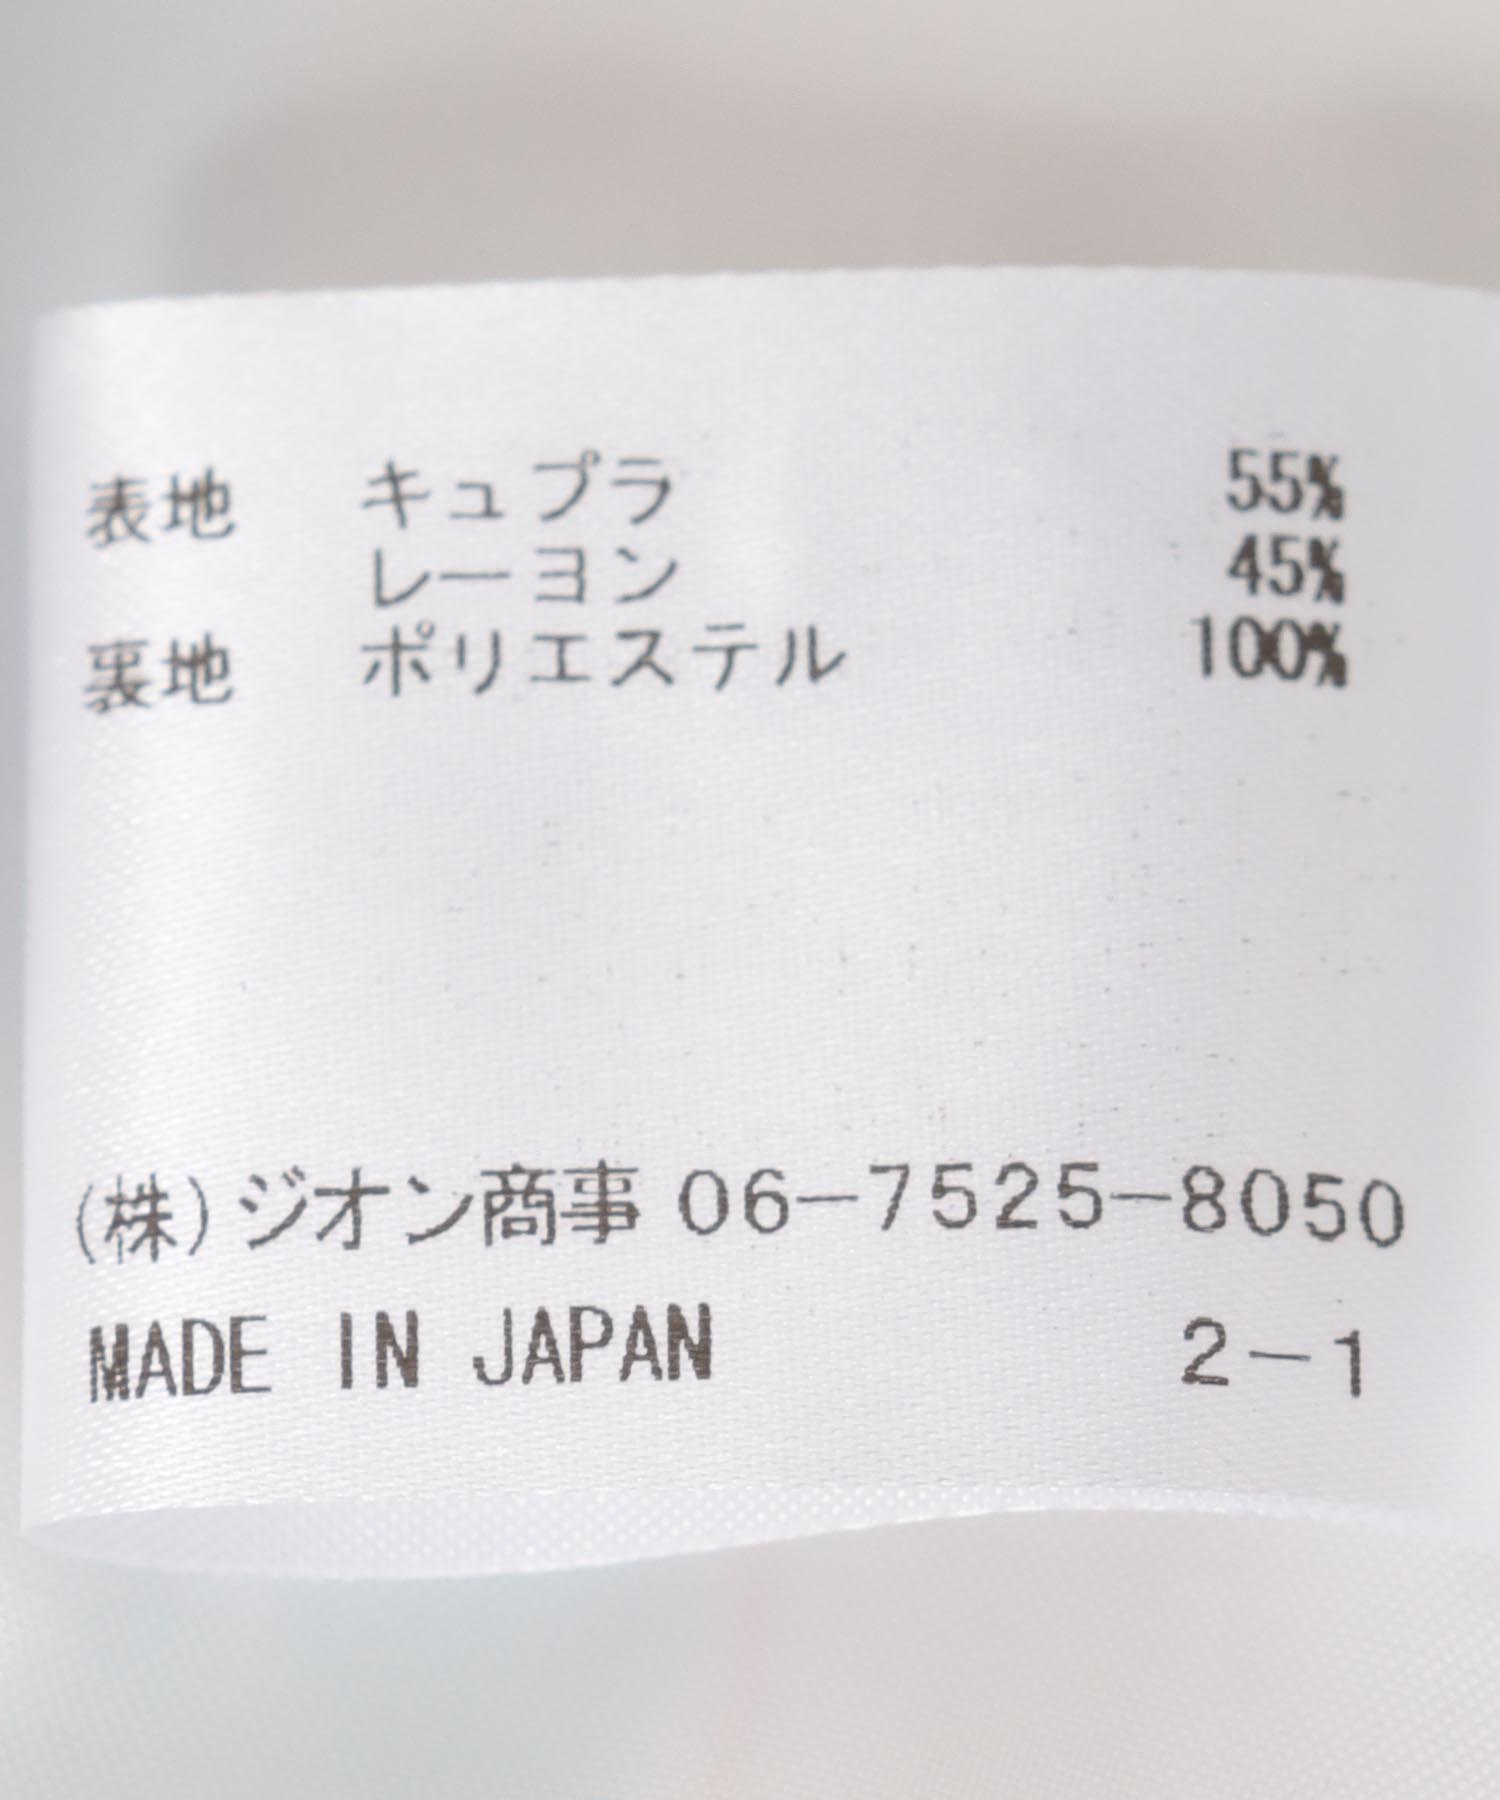 表地 キュプラ 55%
レーヨン 45%
裏地 ポリエステル 100%
(株)ジオン商事 06-7525-8050
MADE IN JAPAN 2-1